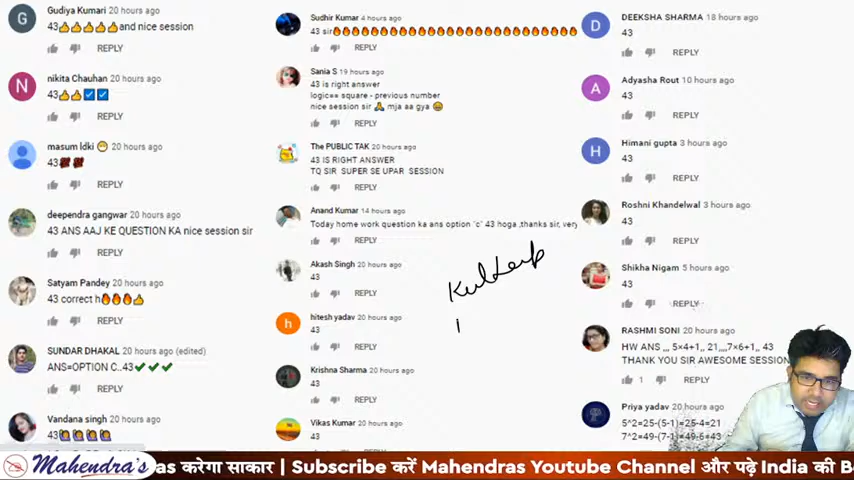 Gudiya Kumari 20 hours ago
43👍👍👍👍👍and nice session
REPLY
nikita Chauhan 20 hours ago
43👍👍☑️☑️
REPLY
masum ldki 😁 20 hours ago
43💯💯
REPLY
deependra gangwar 20 hours ago
43 ANS AAJ KE QUESTION KA nice session sir
REPLY
Satyam Pandey 20 hours ago
43 correct h🔥🔥🔥👍
REPLY
SUNDAR DHAKAL 20 hours ago (edited)
ANS=OPTION C..43✔✔✔
REPLY
Vandana singh 20 hours ago
43🙋🙋🙋🙋
Sudhir Kumar 4 hours ago
43 sir🔥🔥🔥🔥🔥🔥🔥🔥🔥🔥🔥🔥🔥🔥🔥🔥🔥🔥🔥🔥🔥🔥🔥🔥🔥
REPLY
Sania S 19 hours ago
43 is right answer
logic== square - previous number
nice session sir 🙏 mja aa gya 😄
REPLY
The PUBLIC TAK 20 hours ago
43 IS RIGHT ANSWER
TQ SIR SUPER SE UPAR SESSION
REPLY
Anand Kumar 14 hours ago
Today home work question ka ans option "c" 43 hoga ,thanks sir, very
REPLY
Akash Singh 20 hours ago
43
REPLY
hitesh yadav 20 hours ago
43
REPLY
Krishna Sharma 20 hours ago
43
REPLY
Vikas Kumar 20 hours ago
43
DEEKSHA SHARMA 18 hours ago
43
REPLY
Adyasha Rout 10 hours ago
43
REPLY
Himani gupta 3 hours ago
43
REPLY
Roshni Khandelwal 3 hours ago
43
REPLY
Shikha Nigam 5 hours ago
43
REPLY
RASHMI SONI 20 hours ago
HW ANS ,,, 5×4+1,, 21,,,,7×6+1,, 43
THANK YOU SIR AWESOME SESSION
1 REPLY
Priya yadav 20 hours ago
5^2=25-(5-1)=25-4=21
7^2=49-(7-1)=49-6=43
Mahendra's
करेगा साकार | Subscribe करें Mahendras Youtube Channel और पढ़े India की